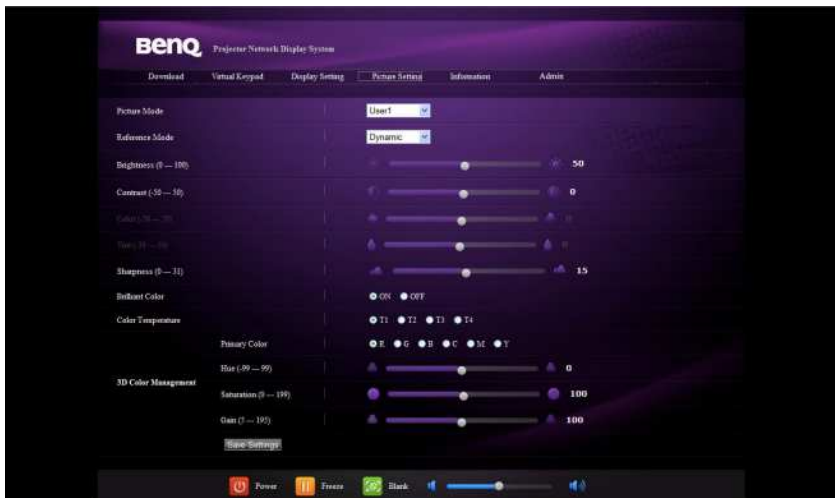 BenQ Projector Network Display System
Download Virtual Keypad Display Setting Picture Setting Information Admin
Picture Mode User1
Reference Mode Dynamic
Brightness (0 — 100) 50
Contrast (-50 — 50) 0
Sharpness (0 — 31) 15
Brilliant Color ON OFF
Color Temperature T1 T2 T3 T4
Primary Color R G B C M Y
Hue (-99 — 99) 0
3D Color Management
Saturation (0 — 199) 100
Gain (5 — 195) 100
Save Settings
Power Freeze Blank